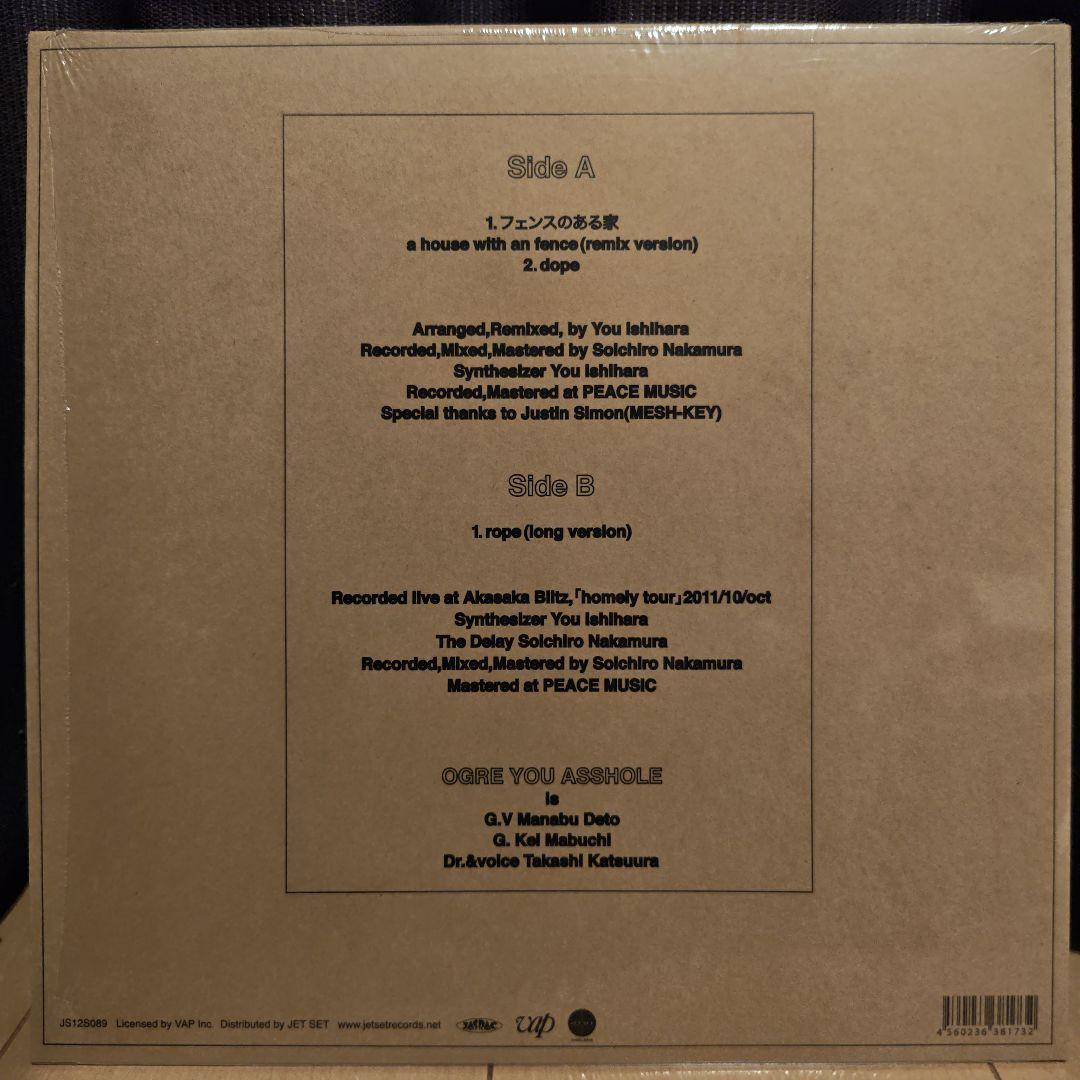 Side A
1. フェンスのある家
a house with an fence (remix version)
2. dope
Arranged,Remixed, by You Ishihara
Recorded,Mixed,Mastered by Soichiro Nakamura
Synthesizer You Ishihara
Recorded,Mastered at PEACE MUSIC
Special thanks to Justin Simon(MESH-KEY)
Side B
1. rope (long version)
Recorded live at Akasaka Blitz,「homely tour」2011/10/oct
Synthesizer You Ishihara
The Delay Soichiro Nakamura
Recorded,Mixed,Mastered by Soichiro Nakamura
Mastered at PEACE MUSIC
OGRE YOU ASSHOLE
is
G.V Manabu Deto
G. Kei Mabuchi
Dr.&voice Takashi Katsuura
JS12S089 Licensed by VAP Inc. Distributed by JET SET www.jetsetrecords.net JASRAC vap
4 560236 381732